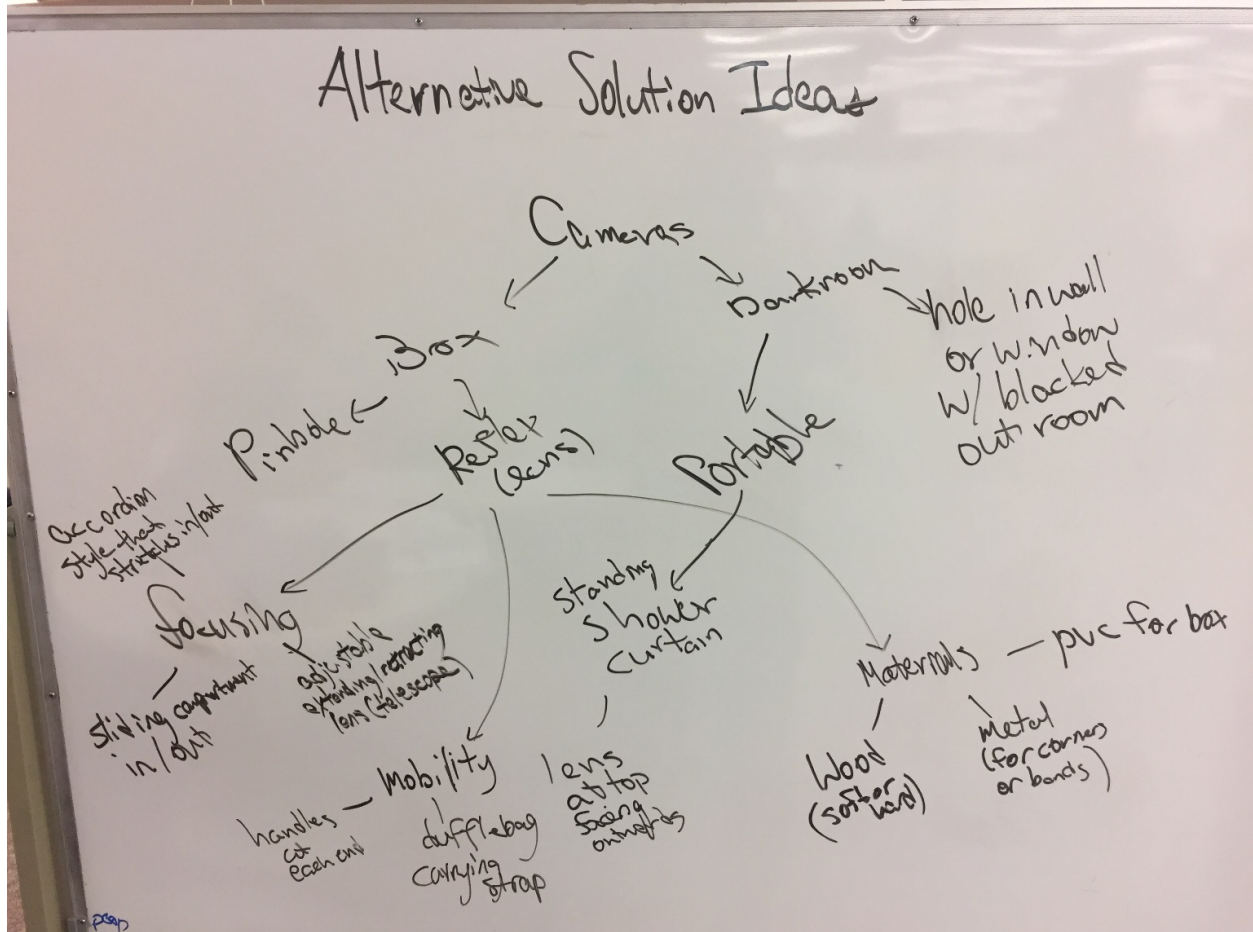 Alternative Solution Ideas
Cameras
Box
Darkroom
hole in wall
or window
w/ blacked
out room
Pinhole
Reflex
(lens)
Portable
accordion
style that
stretches in/out
focusing
sliding compartment
in/out
adjustable
extending/retracting
lens (telescope)
Mobility
handles
at
each end
dufflebag
carrying
strap
standing
shower
curtain
lens
at top
facing
outwards
Materials
pvc for box
Wood
(soft or
hard)
metal
(for corners
or bands)